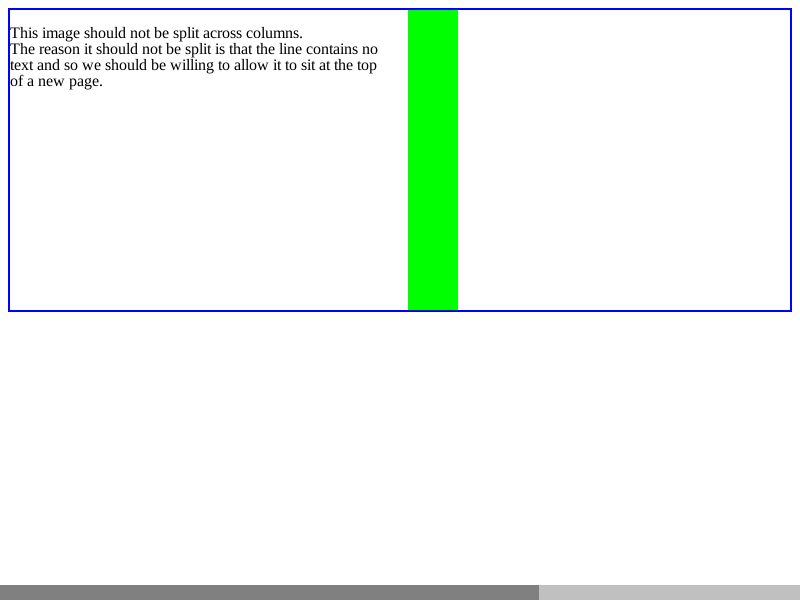 This image should not be split across columns.
The reason it should not be split is that the line contains no
text and so we should be willing to allow it to sit at the top
of a new page.